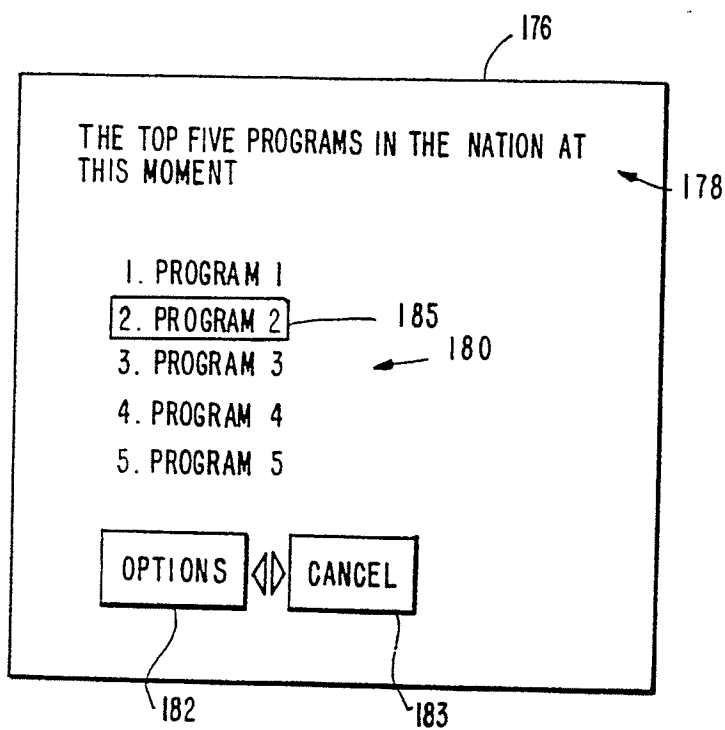 176
THE TOP FIVE PROGRAMS IN THE NATION AT
THIS MOMENT
178
1. PROGRAM 1
2. PROGRAM 2
185
3. PROGRAM 3
180
4. PROGRAM 4
5. PROGRAM 5
OPTIONS
CANCEL
182
183